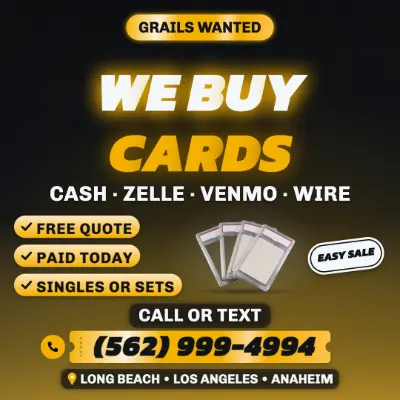 GRAILS WANTED
WE BUY
CARDS
CASH · ZELLE · VENMO · WIRE
FREE QUOTE
PAID TODAY
SINGLES OR SETS
EASY SALE
CALL OR TEXT
(562) 999-4994
LONG BEACH • LOS ANGELES • ANAHEIM